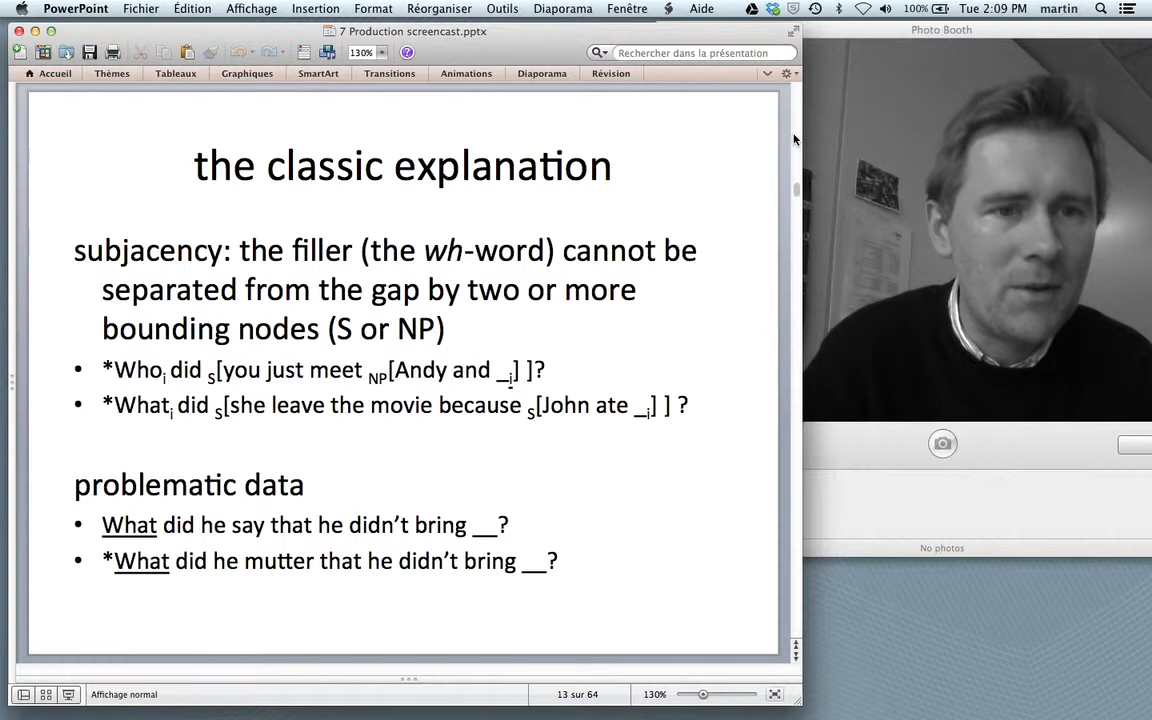 PowerPoint Fichier Édition Affichage Insertion Format Réorganiser Outils Diaporama Fenêtre Aide 100% Tue 2:09 PM martin
7 Production screencast.pptx
130% Rechercher dans la présentation
Accueil Thèmes Tableaux Graphiques SmartArt Transitions Animations Diaporama Révision
the classic explanation
subjacency: the filler (the wh-word) cannot be
separated from the gap by two or more
bounding nodes (S or NP)
• *Whoi did S[you just meet NP[Andy and _i] ]?
• *Whati did S[she leave the movie because S[John ate _i] ] ?
problematic data
• What did he say that he didn't bring __?
• *What did he mutter that he didn't bring __?
Affichage normal 13 sur 64 130%
Photo Booth
No photos